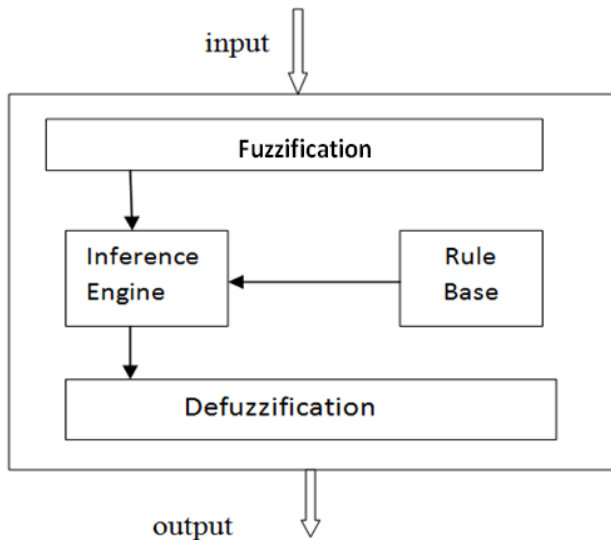 input
Fuzzification
Inference
Engine
Rule
Base
Defuzzification
output